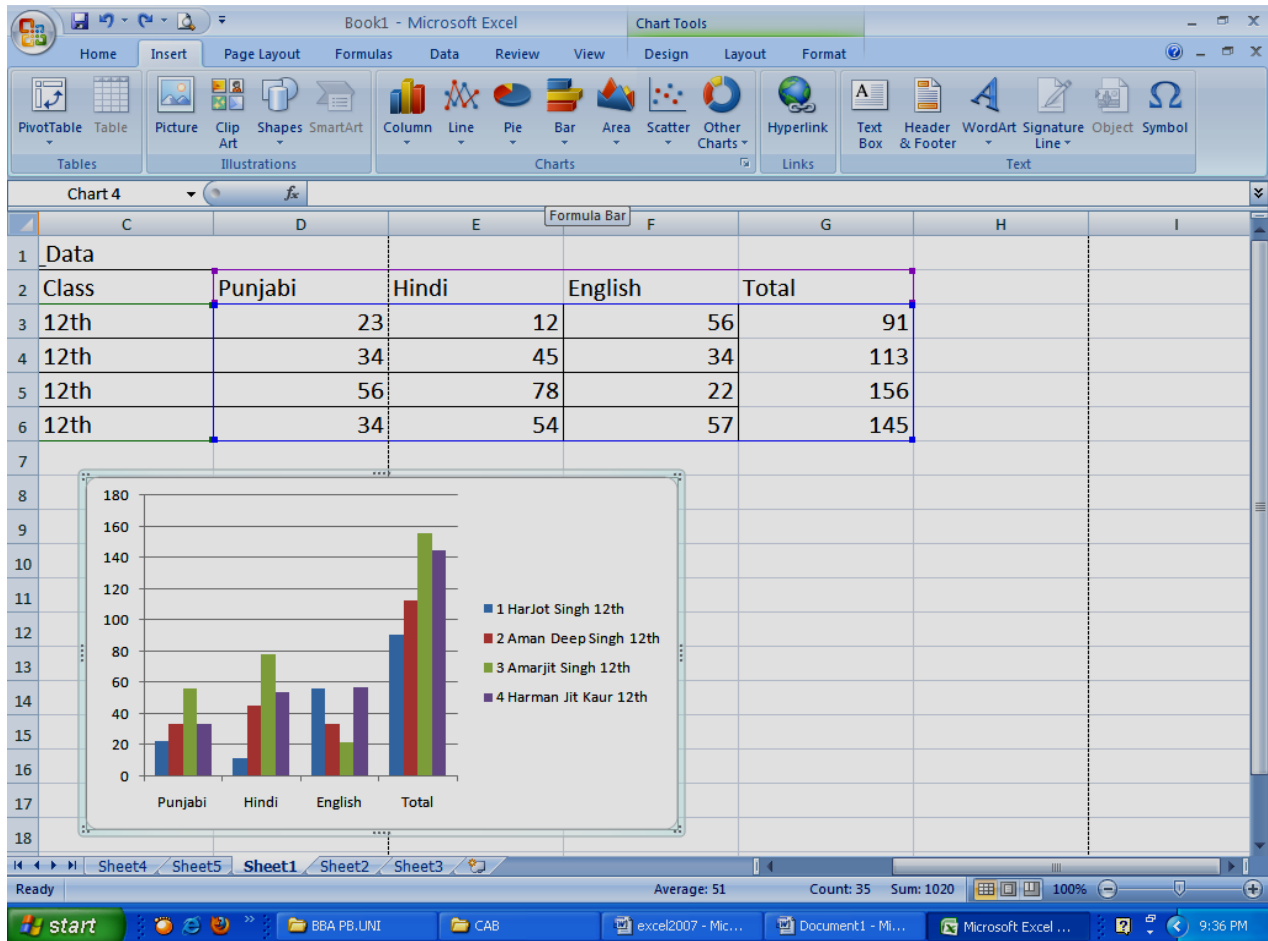 Book1 - Microsoft Excel Chart Tools
Home Insert Page Layout Formulas Data Review View Design Layout Format
PivotTable Table Picture Clip Art Shapes SmartArt Column Line Pie Bar Area Scatter Other Charts Hyperlink Text Box Header & Footer WordArt Signature Line Object Symbol
Tables Illustrations Charts Links Text
Chart 4 fx
Formula Bar
C D E F G H I
1 Data
2 Class Punjabi Hindi English Total
3 12th 23 12 56 91
4 12th 34 45 34 113
5 12th 56 78 22 156
6 12th 34 54 57 145
7
8
9
10
11
12
13
14
15
16
17
18
180
160
140
120
100
80
60
40
20
0
Punjabi Hindi English Total
1 HarJot Singh 12th
2 Aman Deep Singh 12th
3 Amarjit Singh 12th
4 Harman Jit Kaur 12th
Sheet4 Sheet5 Sheet1 Sheet2 Sheet3
Ready Average: 51 Count: 35 Sum: 1020 100%
start BBA PB.UNI CAB excel2007 - Mic... Document1 - Mi... Microsoft Excel ... 9:36 PM